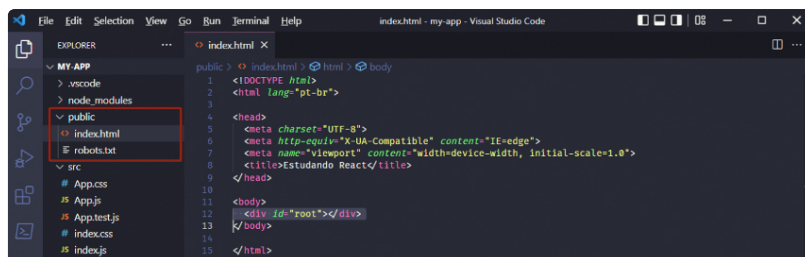 File Edit Selection View Go Run Terminal Help index.html - my-app - Visual Studio Code
EXPLORER ··· index.html
MY-APP
.vscode
node_modules
public
index.html
robots.txt
src
# App.css
JS App.js
JS App.test.js
# index.css
JS index.js
public > index.html > html > body
1 <!DOCTYPE html>
2 <html lang="pt-br">
3
4 <head>
5 <meta charset="UTF-8">
6 <meta http-equiv="X-UA-Compatible" content="IE=edge">
7 <meta name="viewport" content="width=device-width, initial-scale=1.0">
8 <title>Estudando React</title>
9 </head>
10
11 <body>
12 <div id="root"></div>
13 </body>
14
15 </html>